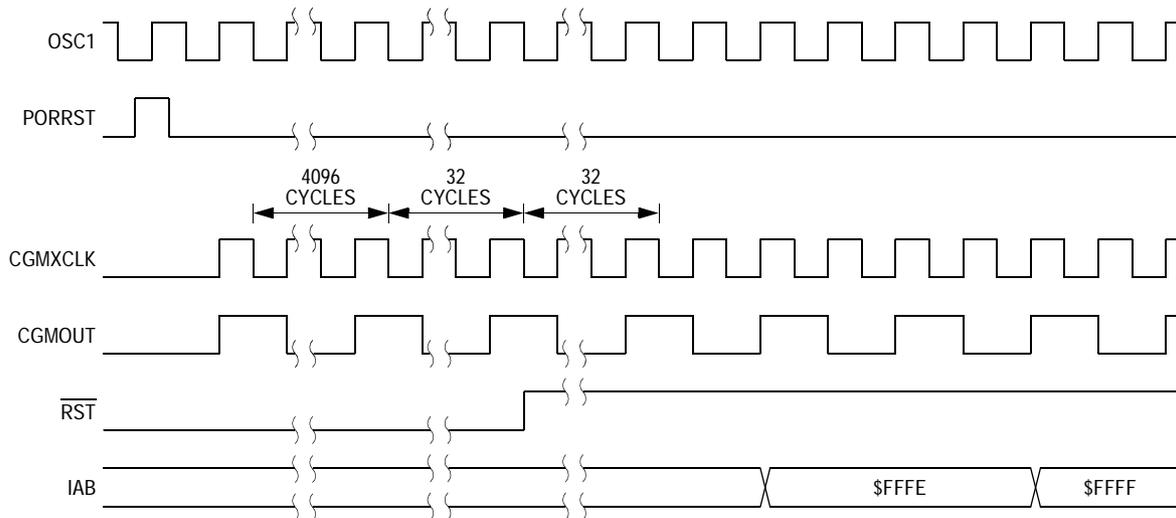 OSC1
PORRST
4096
CYCLES
32
CYCLES
32
CYCLES
CGMXCLK
CGMOUT
RST
IAB
$FFFE
$FFFF